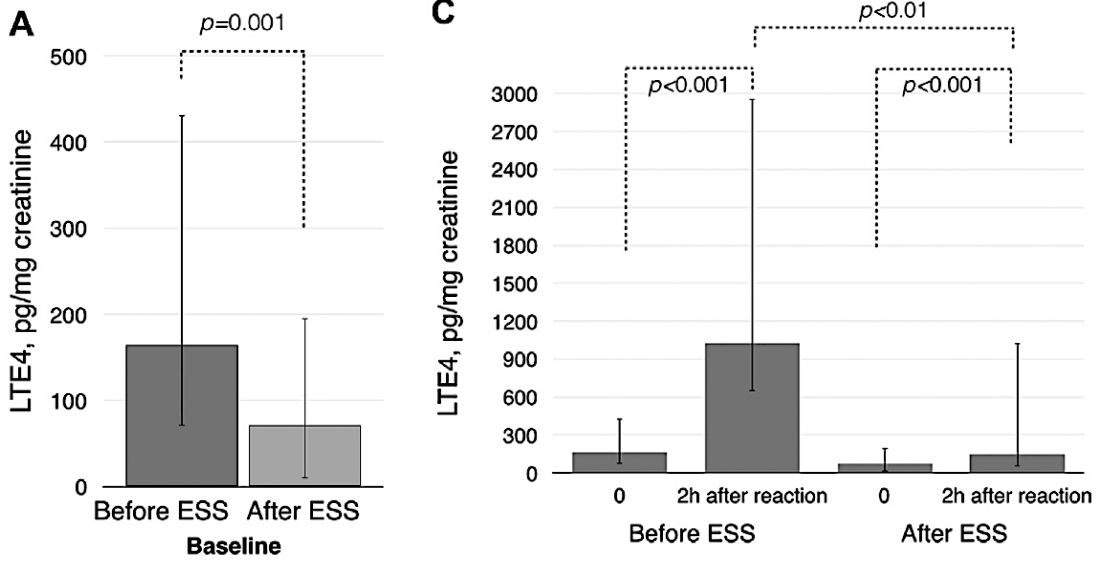 A
p=0.001
500
400
300
200
100
0
LTE4, pg/mg creatinine
Before ESS After ESS
Baseline
C
p<0.01
p<0.001 p<0.001
3000
2700
2400
2100
1800
1500
1200
900
600
300
0
LTE4, pg/mg creatinine
0 2h after reaction 0 2h after reaction
Before ESS After ESS